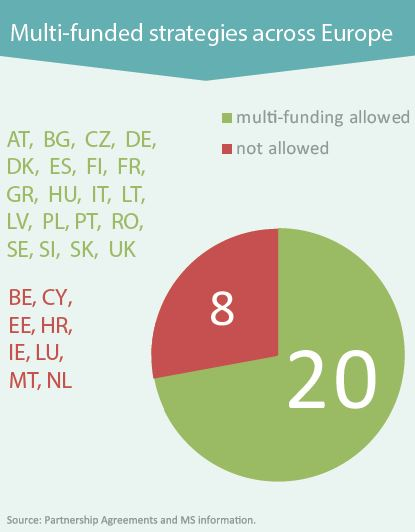 Multi-funded strategies across Europe
multi-funding allowed
not allowed
AT, BG, CZ, DE,
DK, ES, FI, FR,
GR, HU, IT, LT,
LV, PL, PT, RO,
SE, SI, SK, UK
BE, CY,
EE, HR,
IE, LU,
MT, NL
8
20
Source: Partnership Agreements and MS information.